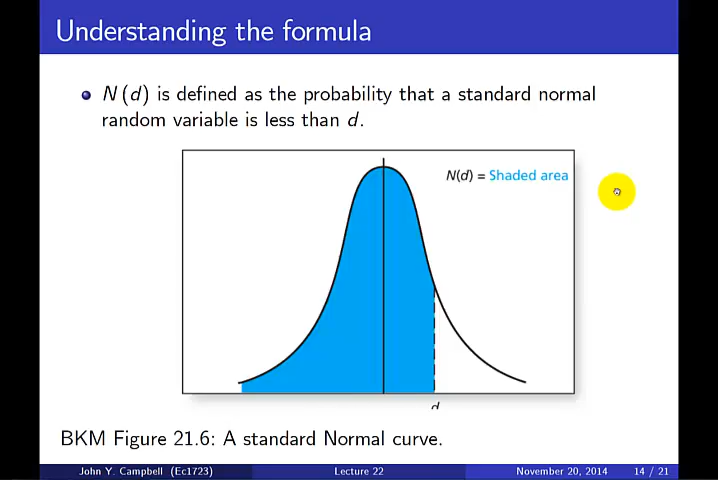 Understanding the formula
N (d) is defined as the probability that a standard normal
random variable is less than d.
N(d) = Shaded area
d
BKM Figure 21.6: A standard Normal curve.
John Y. Campbell (Ec1723) Lecture 22 November 20, 2014 14 / 21